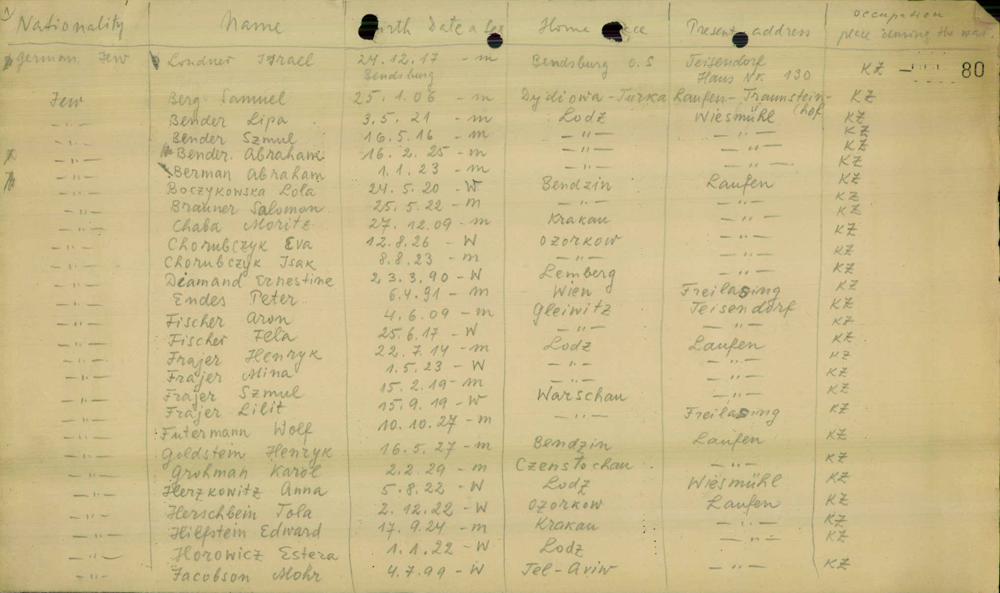 Nationality Name Birth Date a Sex Home Place Present address occupation
place during the war.
German Jew Londner Israel 24.12.17 - m Bendsburg O.S Teisendorf KZ - " - 80
Bendsburg Haus Nr. 130
Jew Berg Samuel 25.1.06 - m Dydiowa-Turka Laufen-Traunstein- KZ
hof
- " - Bender Lipa 3.5.21 - m Lodz Wiesmühl KZ
- " - Bender Szmul 16.5.16 - m - " - - " - KZ
- " - Bender Abraham 16.2.25 - m - " - - " - KZ
- " - Berman Abraham 1.1.23 - m - " - - " - KZ
- " - Boczykowska Lola 24.5.20 - W Bendzin Laufen KZ
- " - Brauner Salomon 25.5.22 - m - " - - " - KZ
- " - Chaba Moritz 27.12.09 - m Krakau - " - KZ
- " - Chorubczyk Eva 12.8.26 - W Ozorkow - " - KZ
- " - Chorubczyk Isak 8.8.23 - m - " - - " - KZ
- " - Diamand Ernestine 23.3.90 - W Lemberg - " - KZ
- " - Endes Peter 6.4.91 - m Wien Freilasing KZ
- " - Fischer Aron 4.6.09 - m Gleiwitz Teisendorf KZ
- " - Fischer Fela 25.6.17 - W - " - - " - KZ
- " - Frajer Henryk 22.7.14 - m Lodz Laufen KZ
- " - Frajer Mina 1.5.23 - W - " - - " - KZ
- " - Frajer Szmul 15.2.19 - m - " - - " - KZ
- " - Frajer Lilit 15.9.19 - W Warschau - " - KZ
- " - Futermann Wolf 10.10.27 - m - " - Freilasing KZ
- " - Goldstein Henryk 16.5.27 - m Bendzin Laufen KZ
- " - Grohman Karol 2.2.29 - m Czenstochau - " - KZ
- " - Herzkowitz Anna 5.8.22 - W Lodz Wiesmühl KZ
- " - Herschbein Tola 2.12.22 - W Ozorkow Laufen KZ
- " - Hilfstein Edward 17.9.24 - m Krakau - " - KZ
- " - Horowicz Estera 1.1.22 - W Lodz - " - KZ
- " - Jacobson Mohr 4.7.99 - W Tel-Aviw - " - KZ